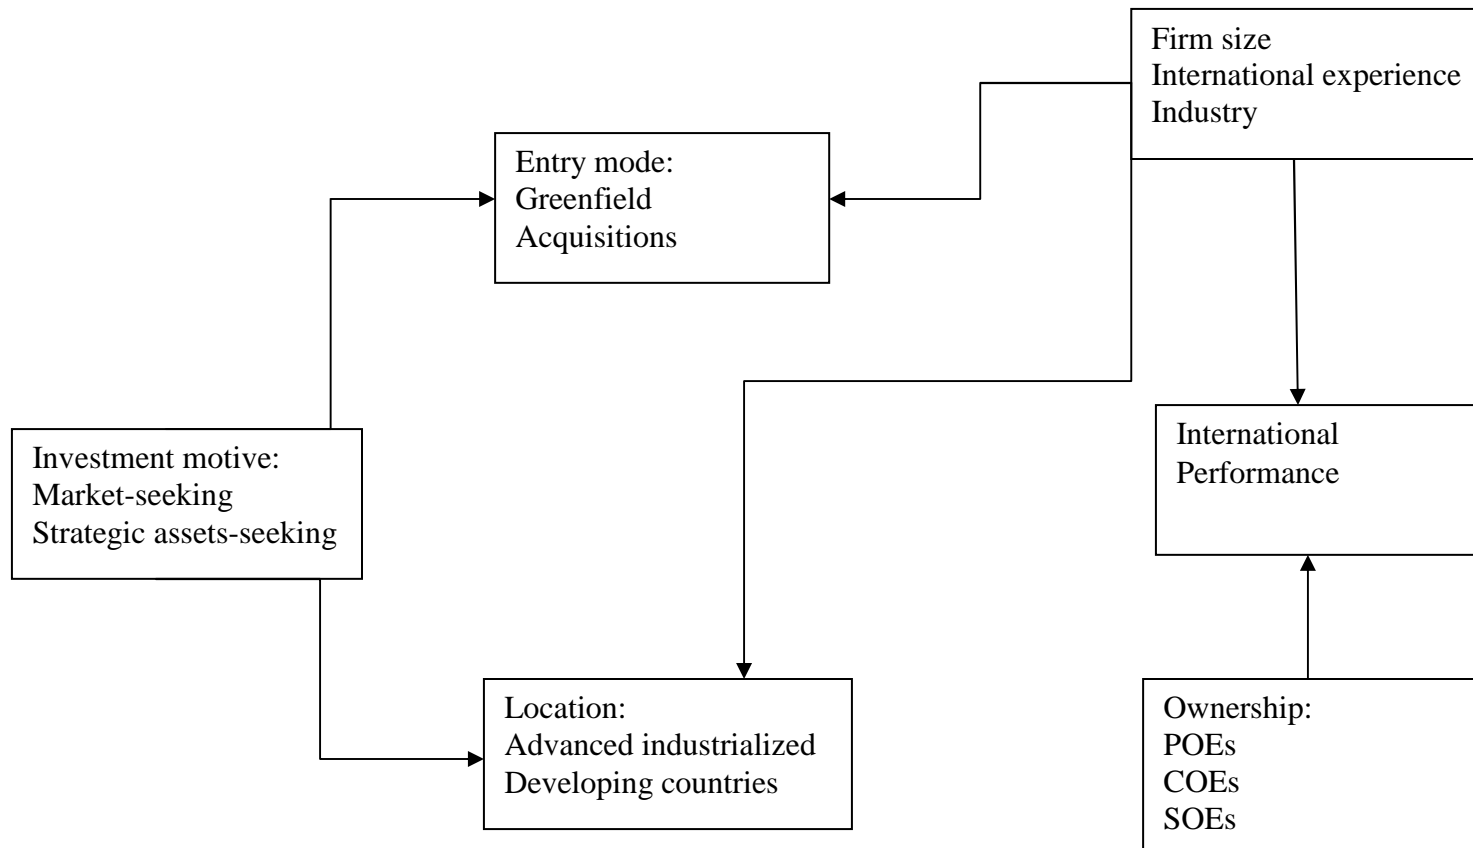 Firm size
International experience
Industry
Entry mode:
Greenfield
Acquisitions
Investment motive:
Market-seeking
Strategic assets-seeking
International
Performance
Location:
Advanced industrialized
Developing countries
Ownership:
POEs
COEs
SOEs